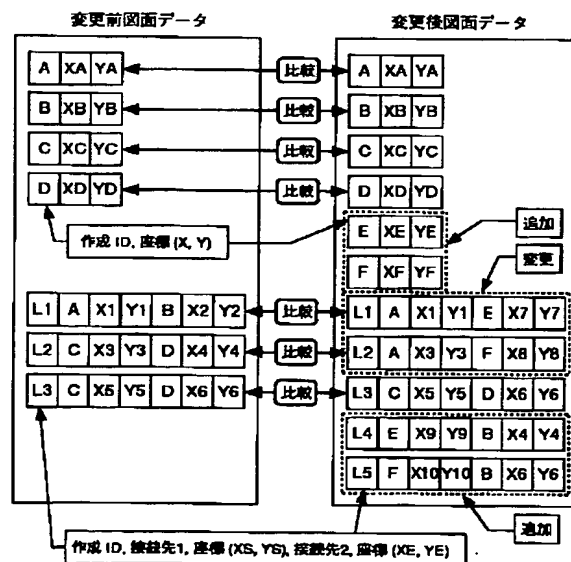 変更前図面データ 変更後図面データ
A XA YA 比較 A XA YA
B XB YB 比較 B XB YB
C XC YC 比較 C XC YC
D XD YD 比較 D XD YD
作成 ID, 座標 (X, Y) E XE YE 追加
F XF YF 変更
L1 A X1 Y1 B X2 Y2 比較 L1 A X1 Y1 E X7 Y7
L2 C X3 Y3 D X4 Y4 比較 L2 A X3 Y3 F X8 Y8
L3 C X5 Y5 D X6 Y6 比較 L3 C X5 Y5 D X6 Y6
L4 E X9 Y9 B X4 Y4
L5 F X10 Y10 B X6 Y6
追加
作成 ID, 接続先1, 座標 (XS, YS), 接続先2, 座標 (XE, YE)